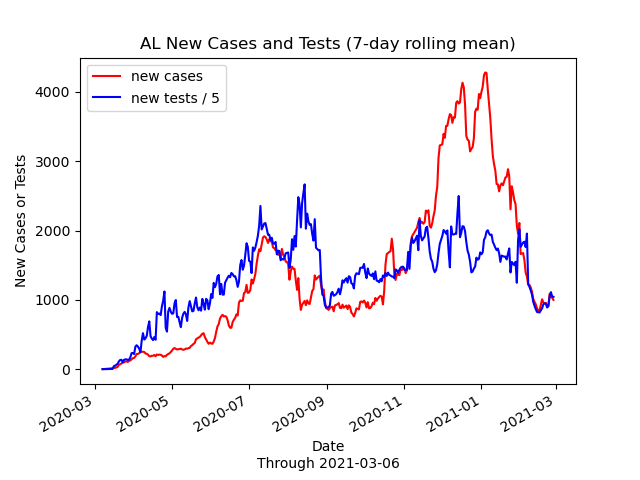 AL New Cases and Tests (7-day rolling mean)
new cases
new tests / 5
New Cases or Tests
4000
3000
2000
1000
0
2020-03
2020-05
2020-07
2020-09
2020-11
2021-01
2021-03
Date
Through 2021-03-06